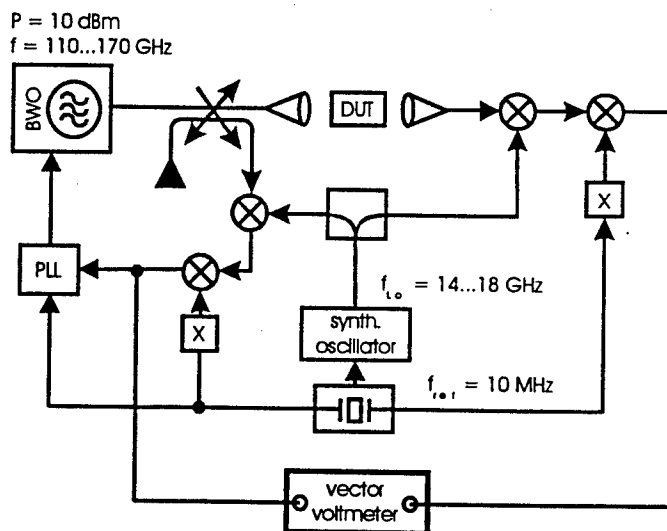 P = 10 dBm
f = 110...170 GHz
BWO
DUT
X
PLL
X
f_LO = 14...18 GHz
synth.
oscillator
f_ref = 10 MHz
vector
voltmeter